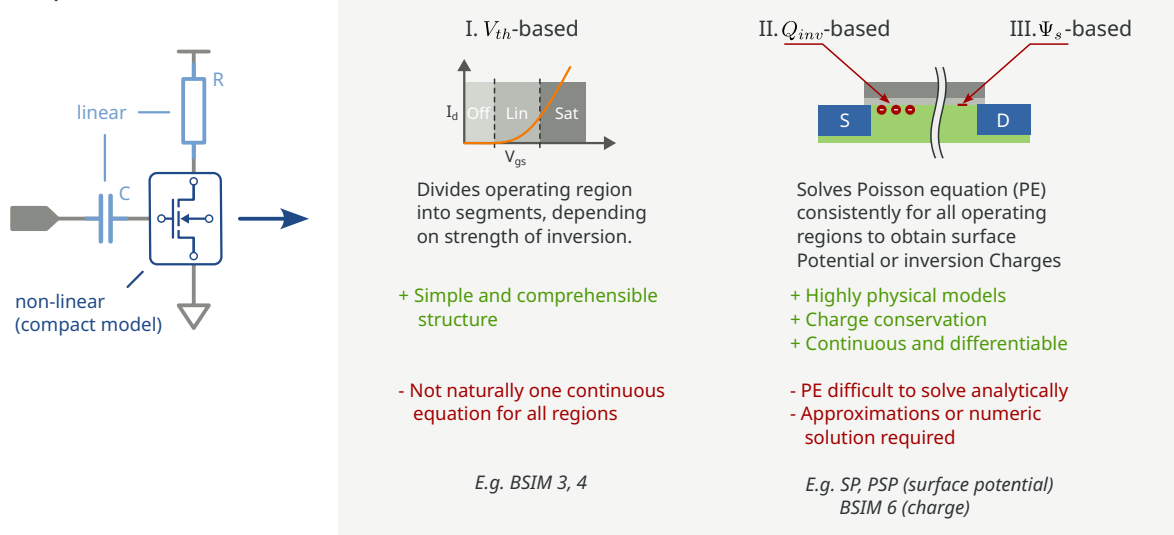 R
linear
C
non-linear
(compact model)
I. V_th-based
I_d
Off
Lin
Sat
V_gs
Divides operating region
into segments, depending
on strength of inversion.
+ Simple and comprehensible
structure
- Not naturally one continuous
equation for all regions
E.g. BSIM 3, 4
II. Q_inv-based
III. Ψ_s-based
S
D
Solves Poisson equation (PE)
consistently for all operating
regions to obtain surface
Potential or inversion Charges
+ Highly physical models
+ Charge conservation
+ Continuous and differentiable
- PE difficult to solve analytically
- Approximations or numeric
solution required
E.g. SP, PSP (surface potential)
BSIM 6 (charge)